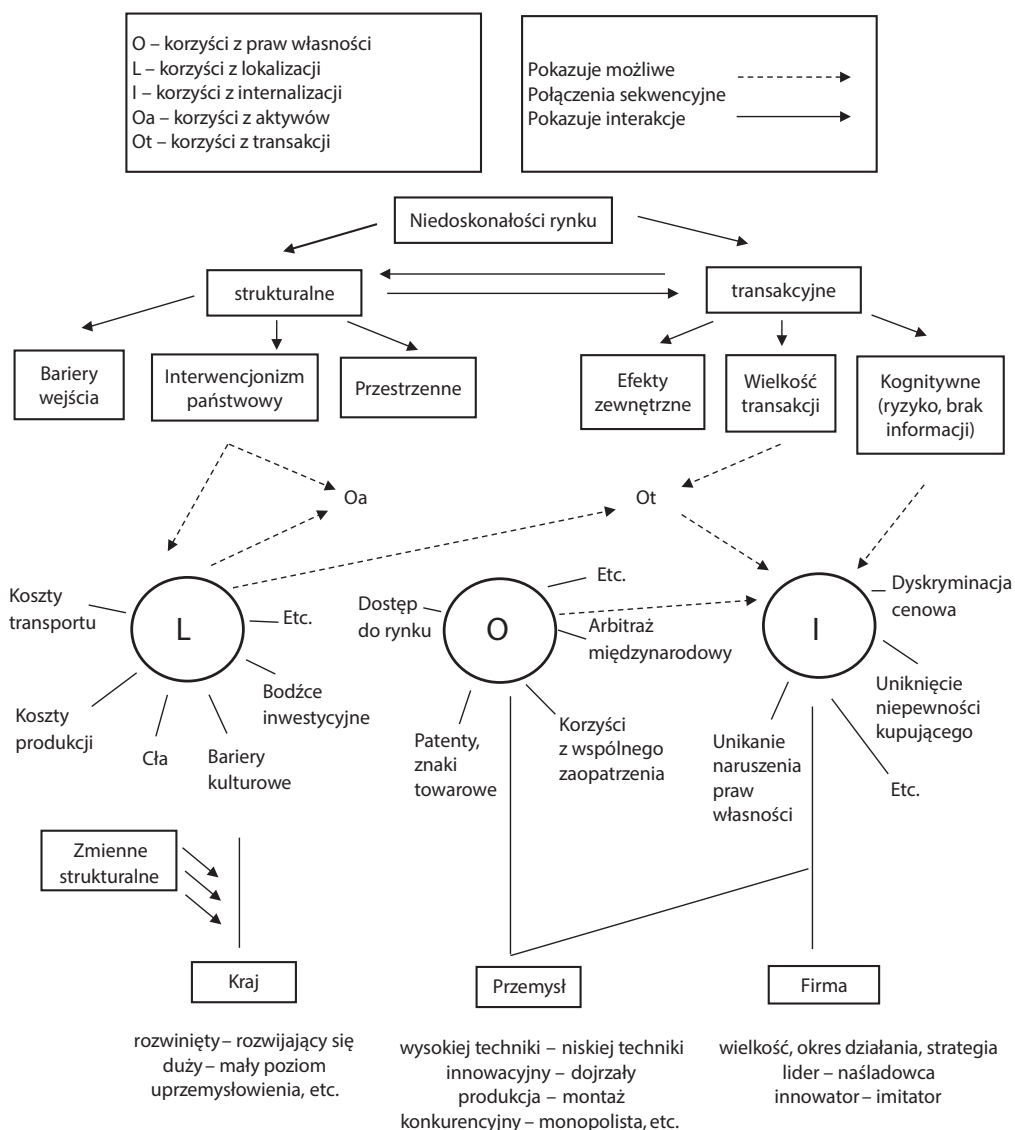 O – korzyści z praw własności
L – korzyści z lokalizacji
I – korzyści z internalizacji
Oa – korzyści z aktywów
Ot – korzyści z transakcji
Pokazuje możliwe
Połączenia sekwencyjne
Pokazuje interakcje
Niedoskonałości rynku
strukturalne
transakcyjne
Bariery
wejścia
Interwencjonizm
państwowy
Przestrzenne
Efekty
zewnętrzne
Wielkość
transakcji
Kognitywne
(ryzyko, brak
informacji)
Oa
Ot
L
Koszty
transportu
Etc.
Koszty
produkcji
Cła
Bariery
kulturowe
Bodźce
inwestycyjne
O
Dostęp
do rynku
Etc.
Arbitraż
międzynarodowy
Patenty,
znaki
towarowe
Korzyści
z wspólnego
zaopatrzenia
I
Dyskryminacja
cenowa
Uniknięcie
niepewności
kupującego
Unikanie
naruszenia
praw
własności
Etc.
Zmienne
strukturalne
Kraj
Przemysł
Firma
rozwinięty – rozwijający się
duży – mały poziom
uprzemysłowienia, etc.
wysokiej techniki – niskiej techniki
innowacyjny – dojrzały
produkcja – montaż
konkurencyjny – monopolista, etc.
wielkość, okres działania, strategia
lider – naśladowca
innowator – imitator